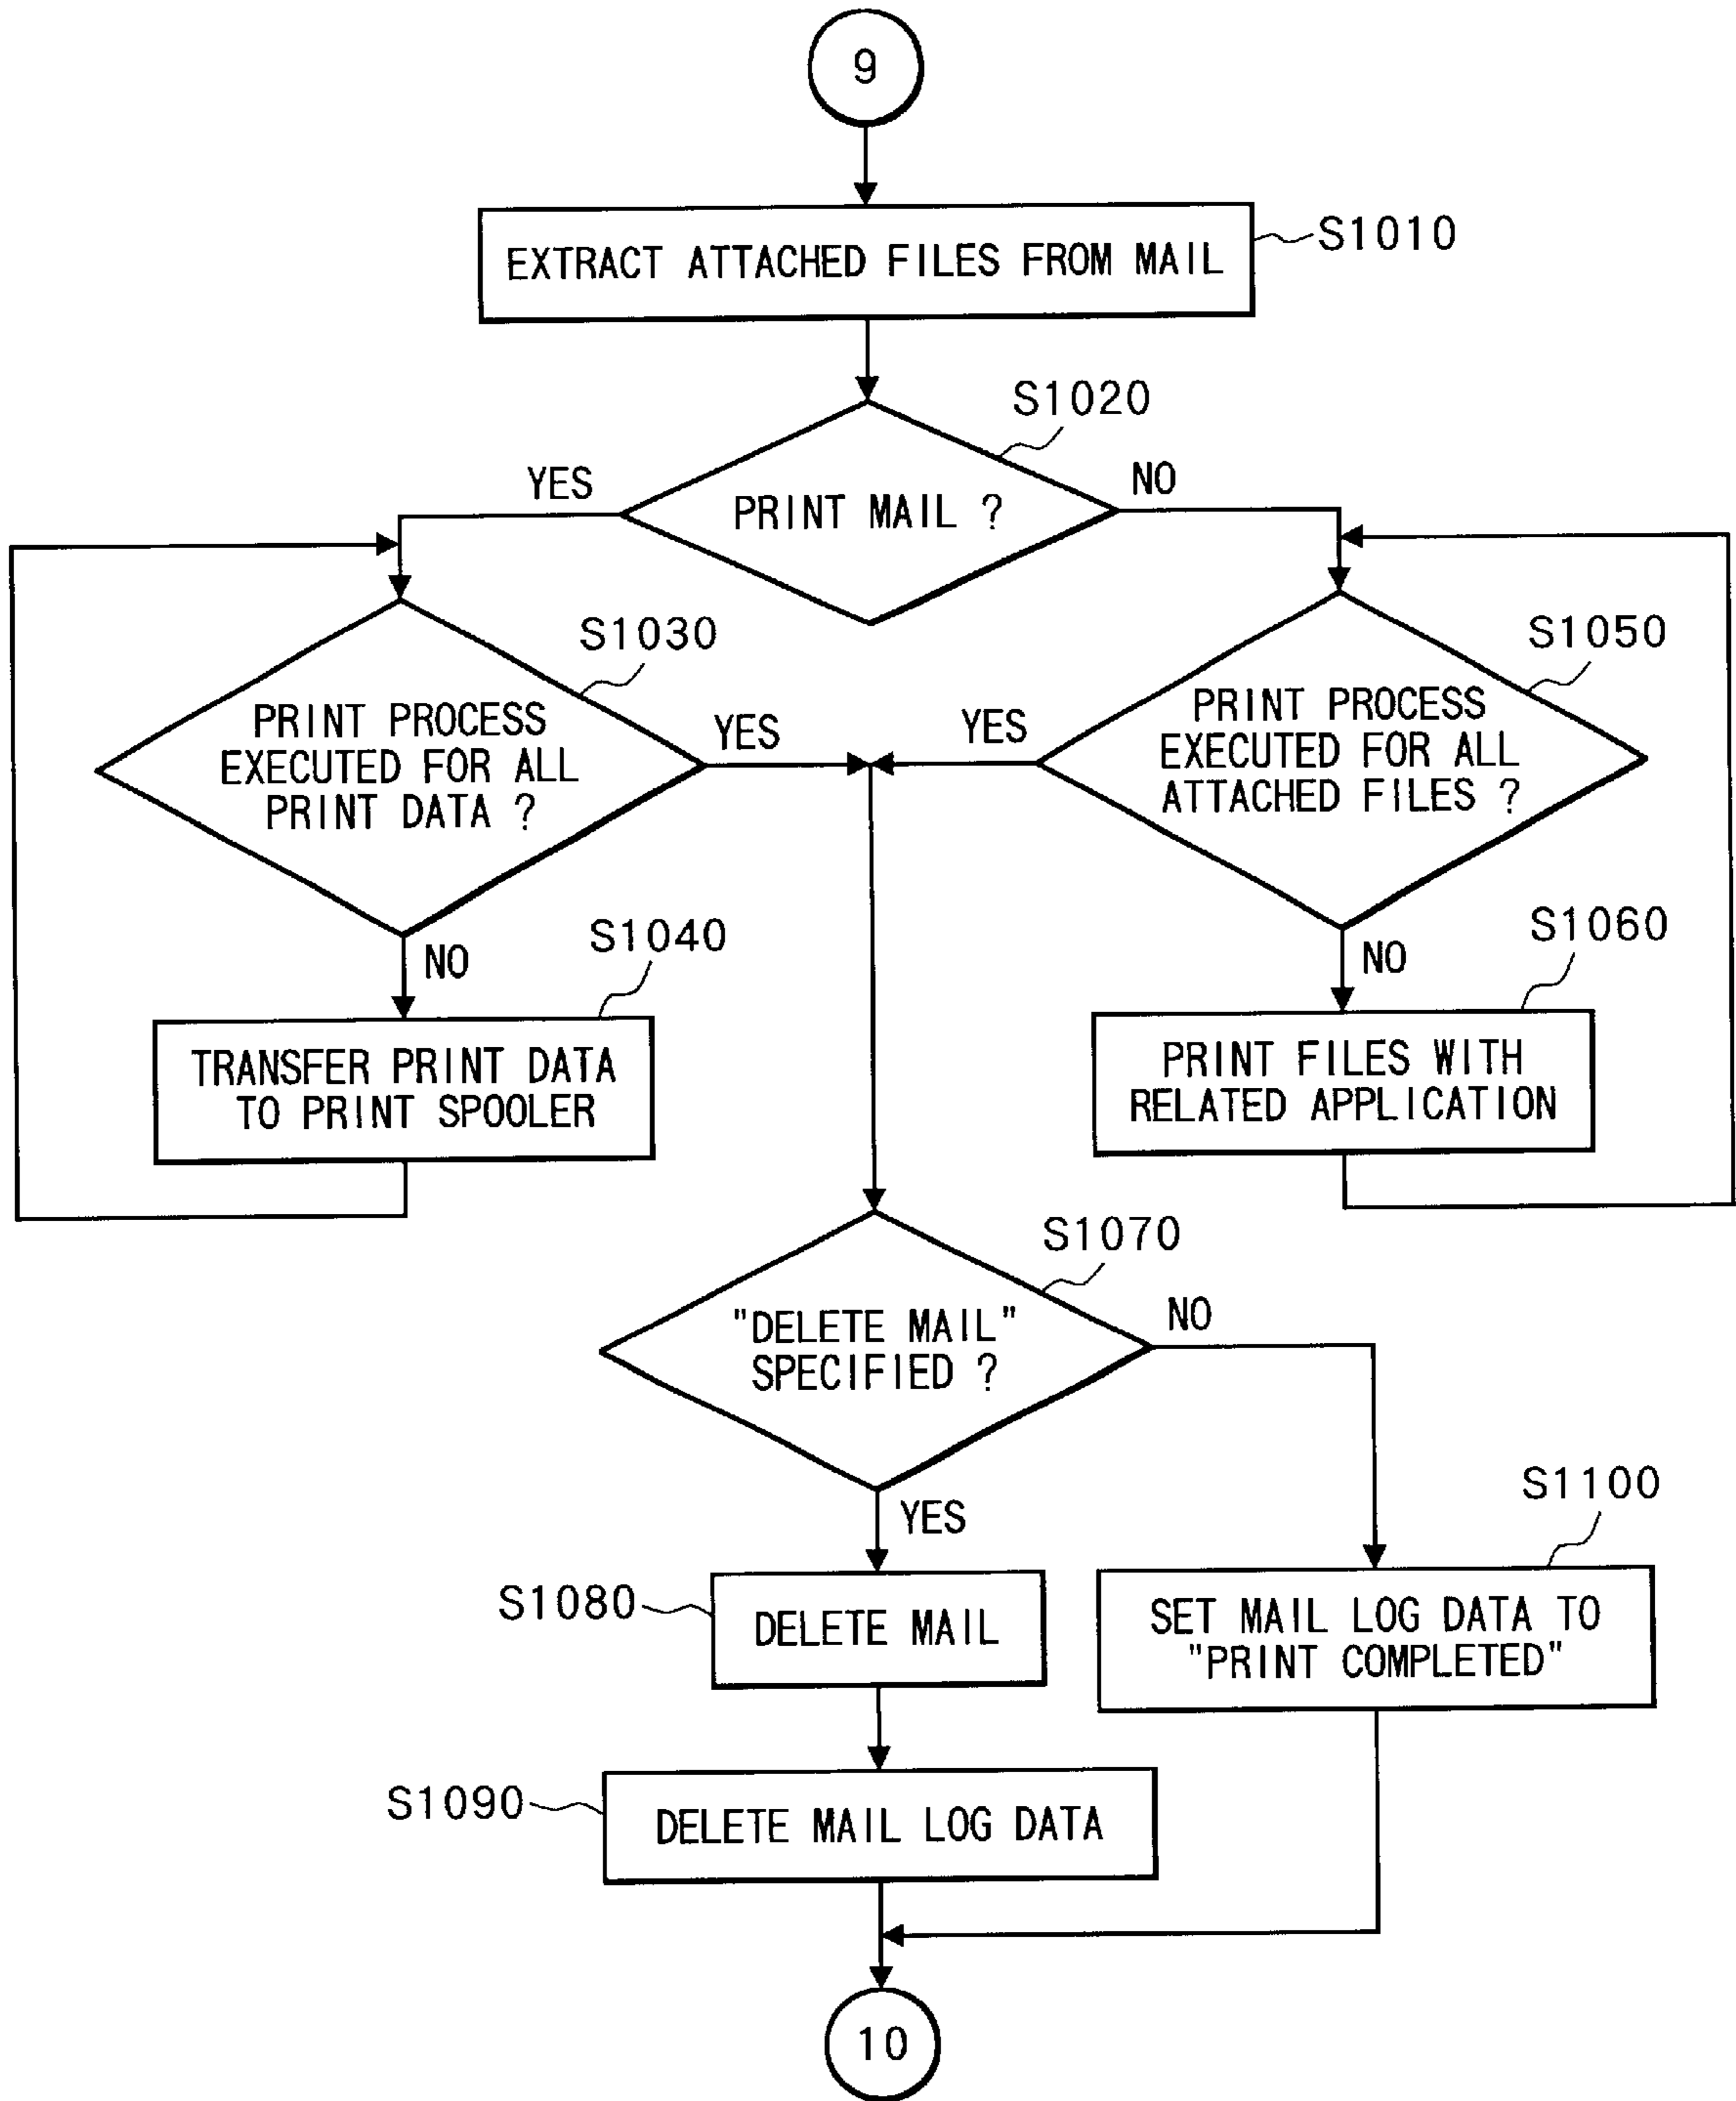 9
EXTRACT ATTACHED FILES FROM MAIL
S1010
S1020
YES
PRINT MAIL ?
NO
S1030
PRINT PROCESS
EXECUTED FOR ALL
PRINT DATA ?
YES
YES
S1050
PRINT PROCESS
EXECUTED FOR ALL
ATTACHED FILES ?
NO
S1040
TRANSFER PRINT DATA
TO PRINT SPOOLER
NO
S1060
PRINT FILES WITH
RELATED APPLICATION
S1070
"DELETE MAIL"
SPECIFIED ?
NO
YES
S1080
DELETE MAIL
S1100
SET MAIL LOG DATA TO
"PRINT COMPLETED"
S1090
DELETE MAIL LOG DATA
10